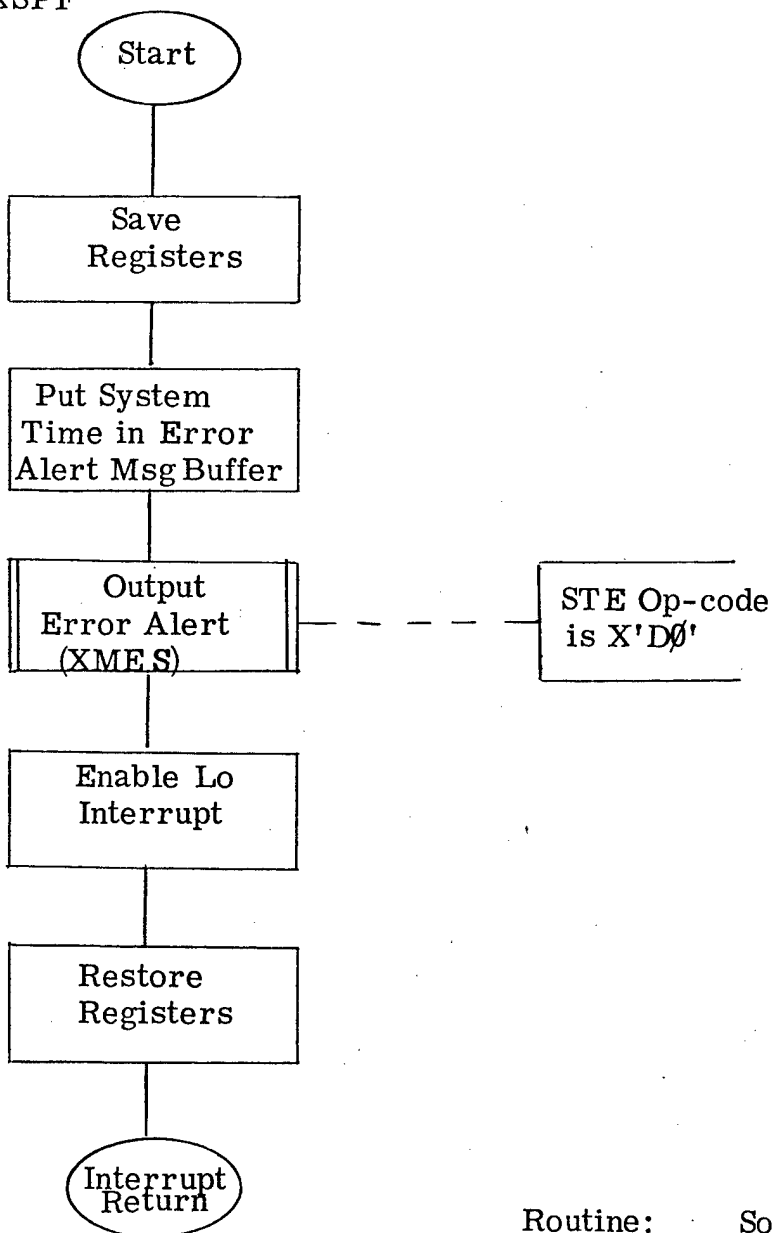 Start
Save
Registers
Put System
Time in Error
Alert Msg Buffer
Output
Error Alert
(XMES)
STE Op-code
is X'DØ'
Enable Lo
Interrupt
Restore
Registers
Interrupt
Return
Routine: So